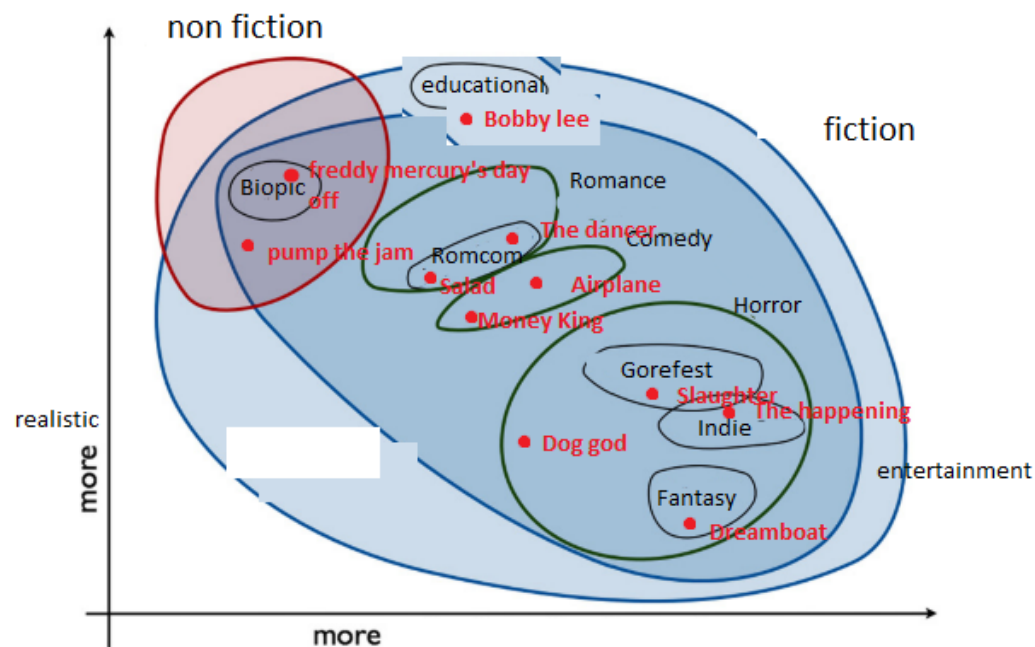 non fiction
educational
Bobby lee
fiction
freddy mercury's day
off
Biopic
Romance
The dancer
Comedy
pump the jam
Romcom
Salad
Airplane
Money King
Horror
Gorefest
Slaughter
The happening
Indie
realistic
Dog god
entertainment
more
Fantasy
Dreamboat
more